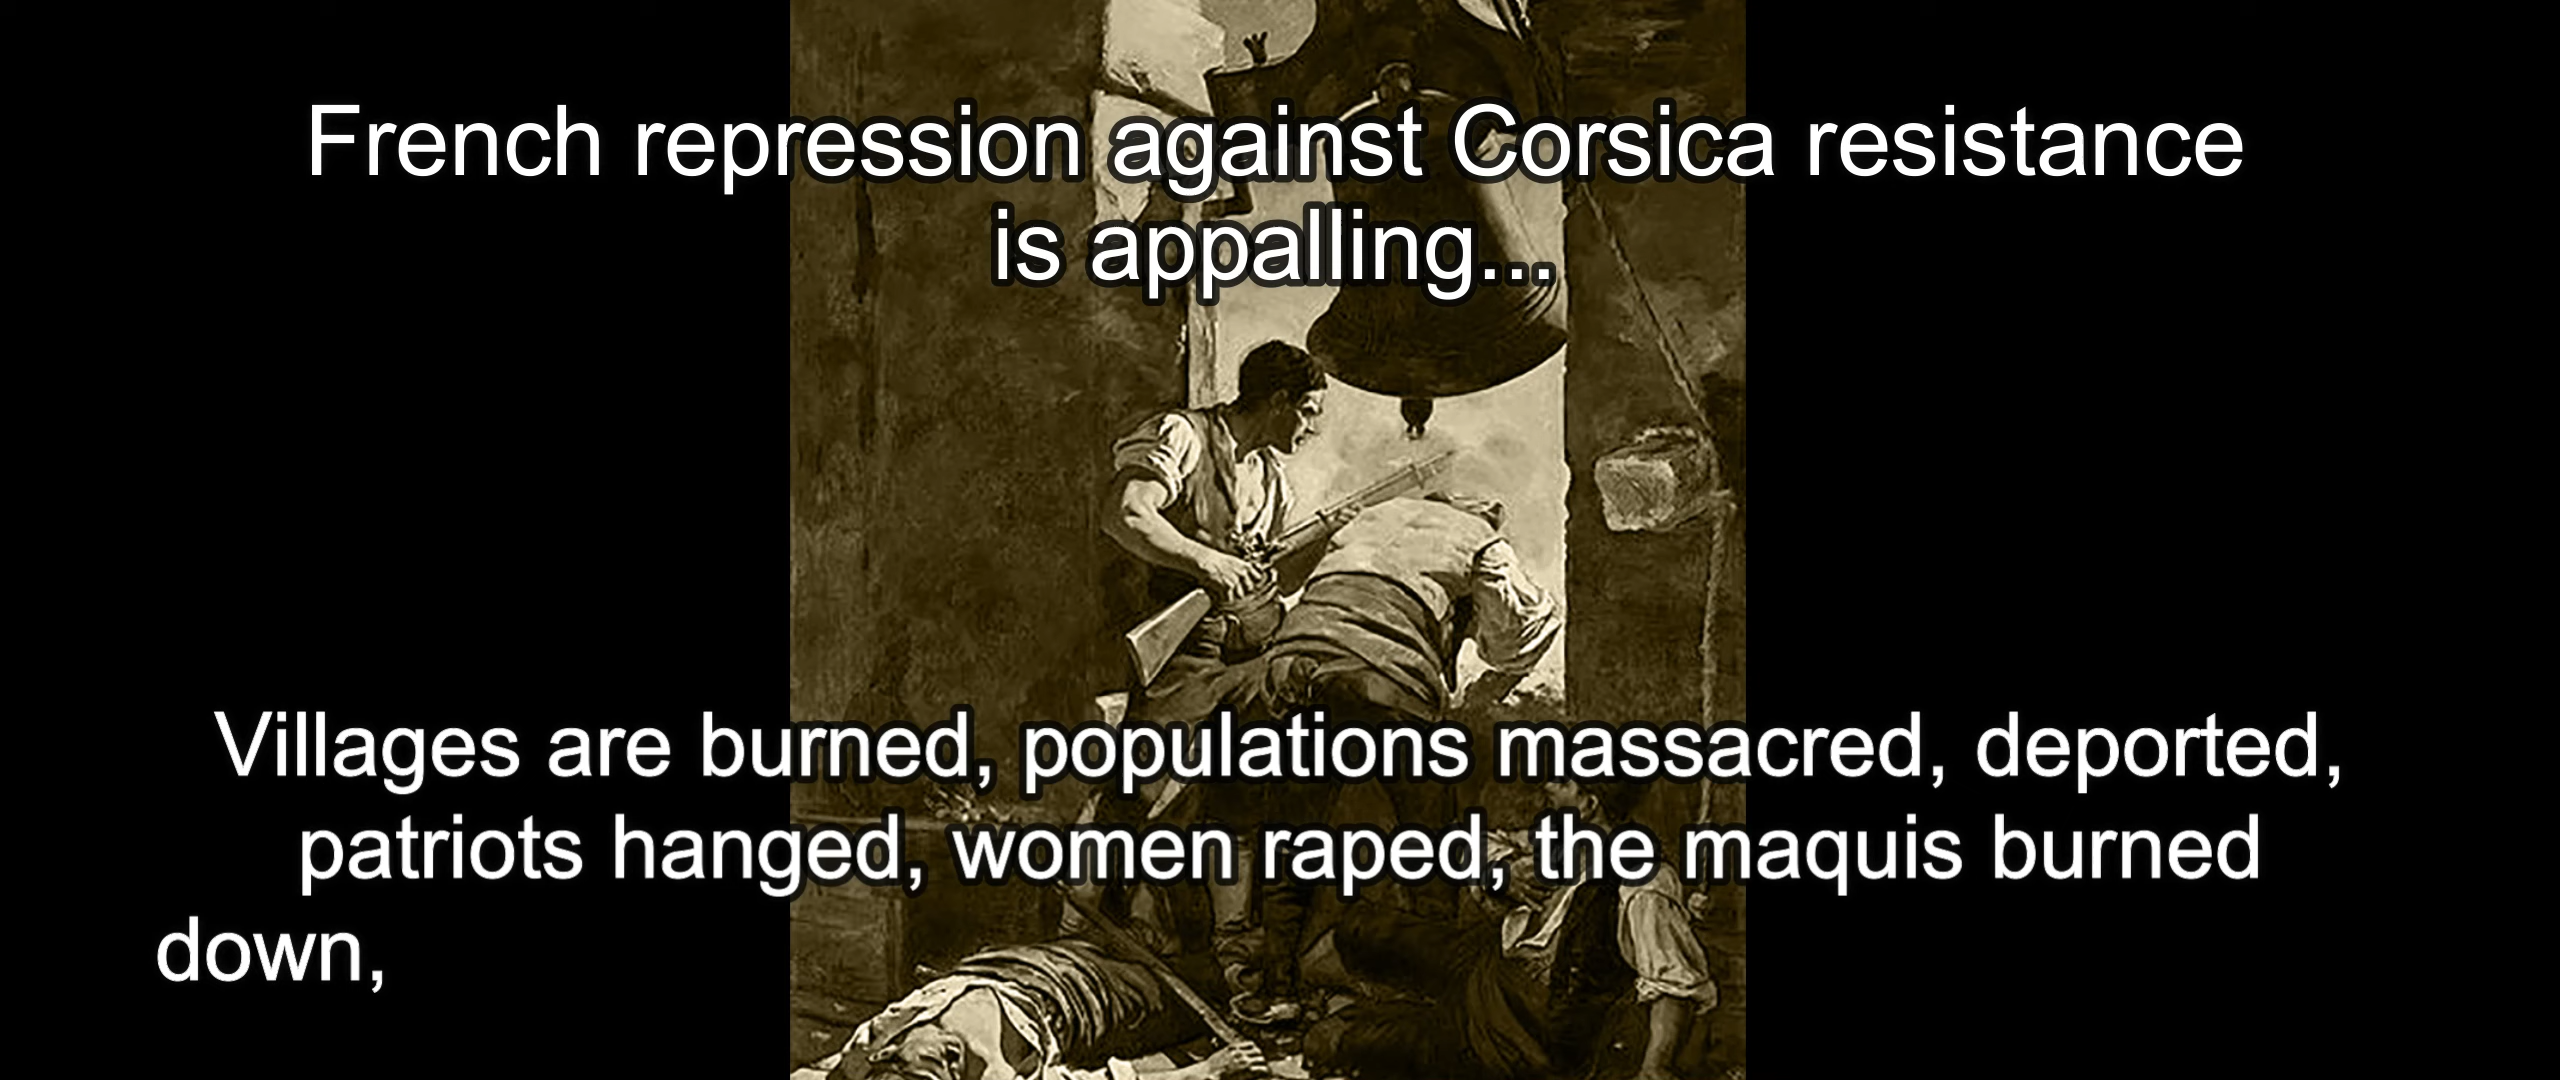 French repression against Corsica resistance
is appalling...
Villages are burned, populations massacred, deported,
patriots hanged, women raped, the maquis burned
down,